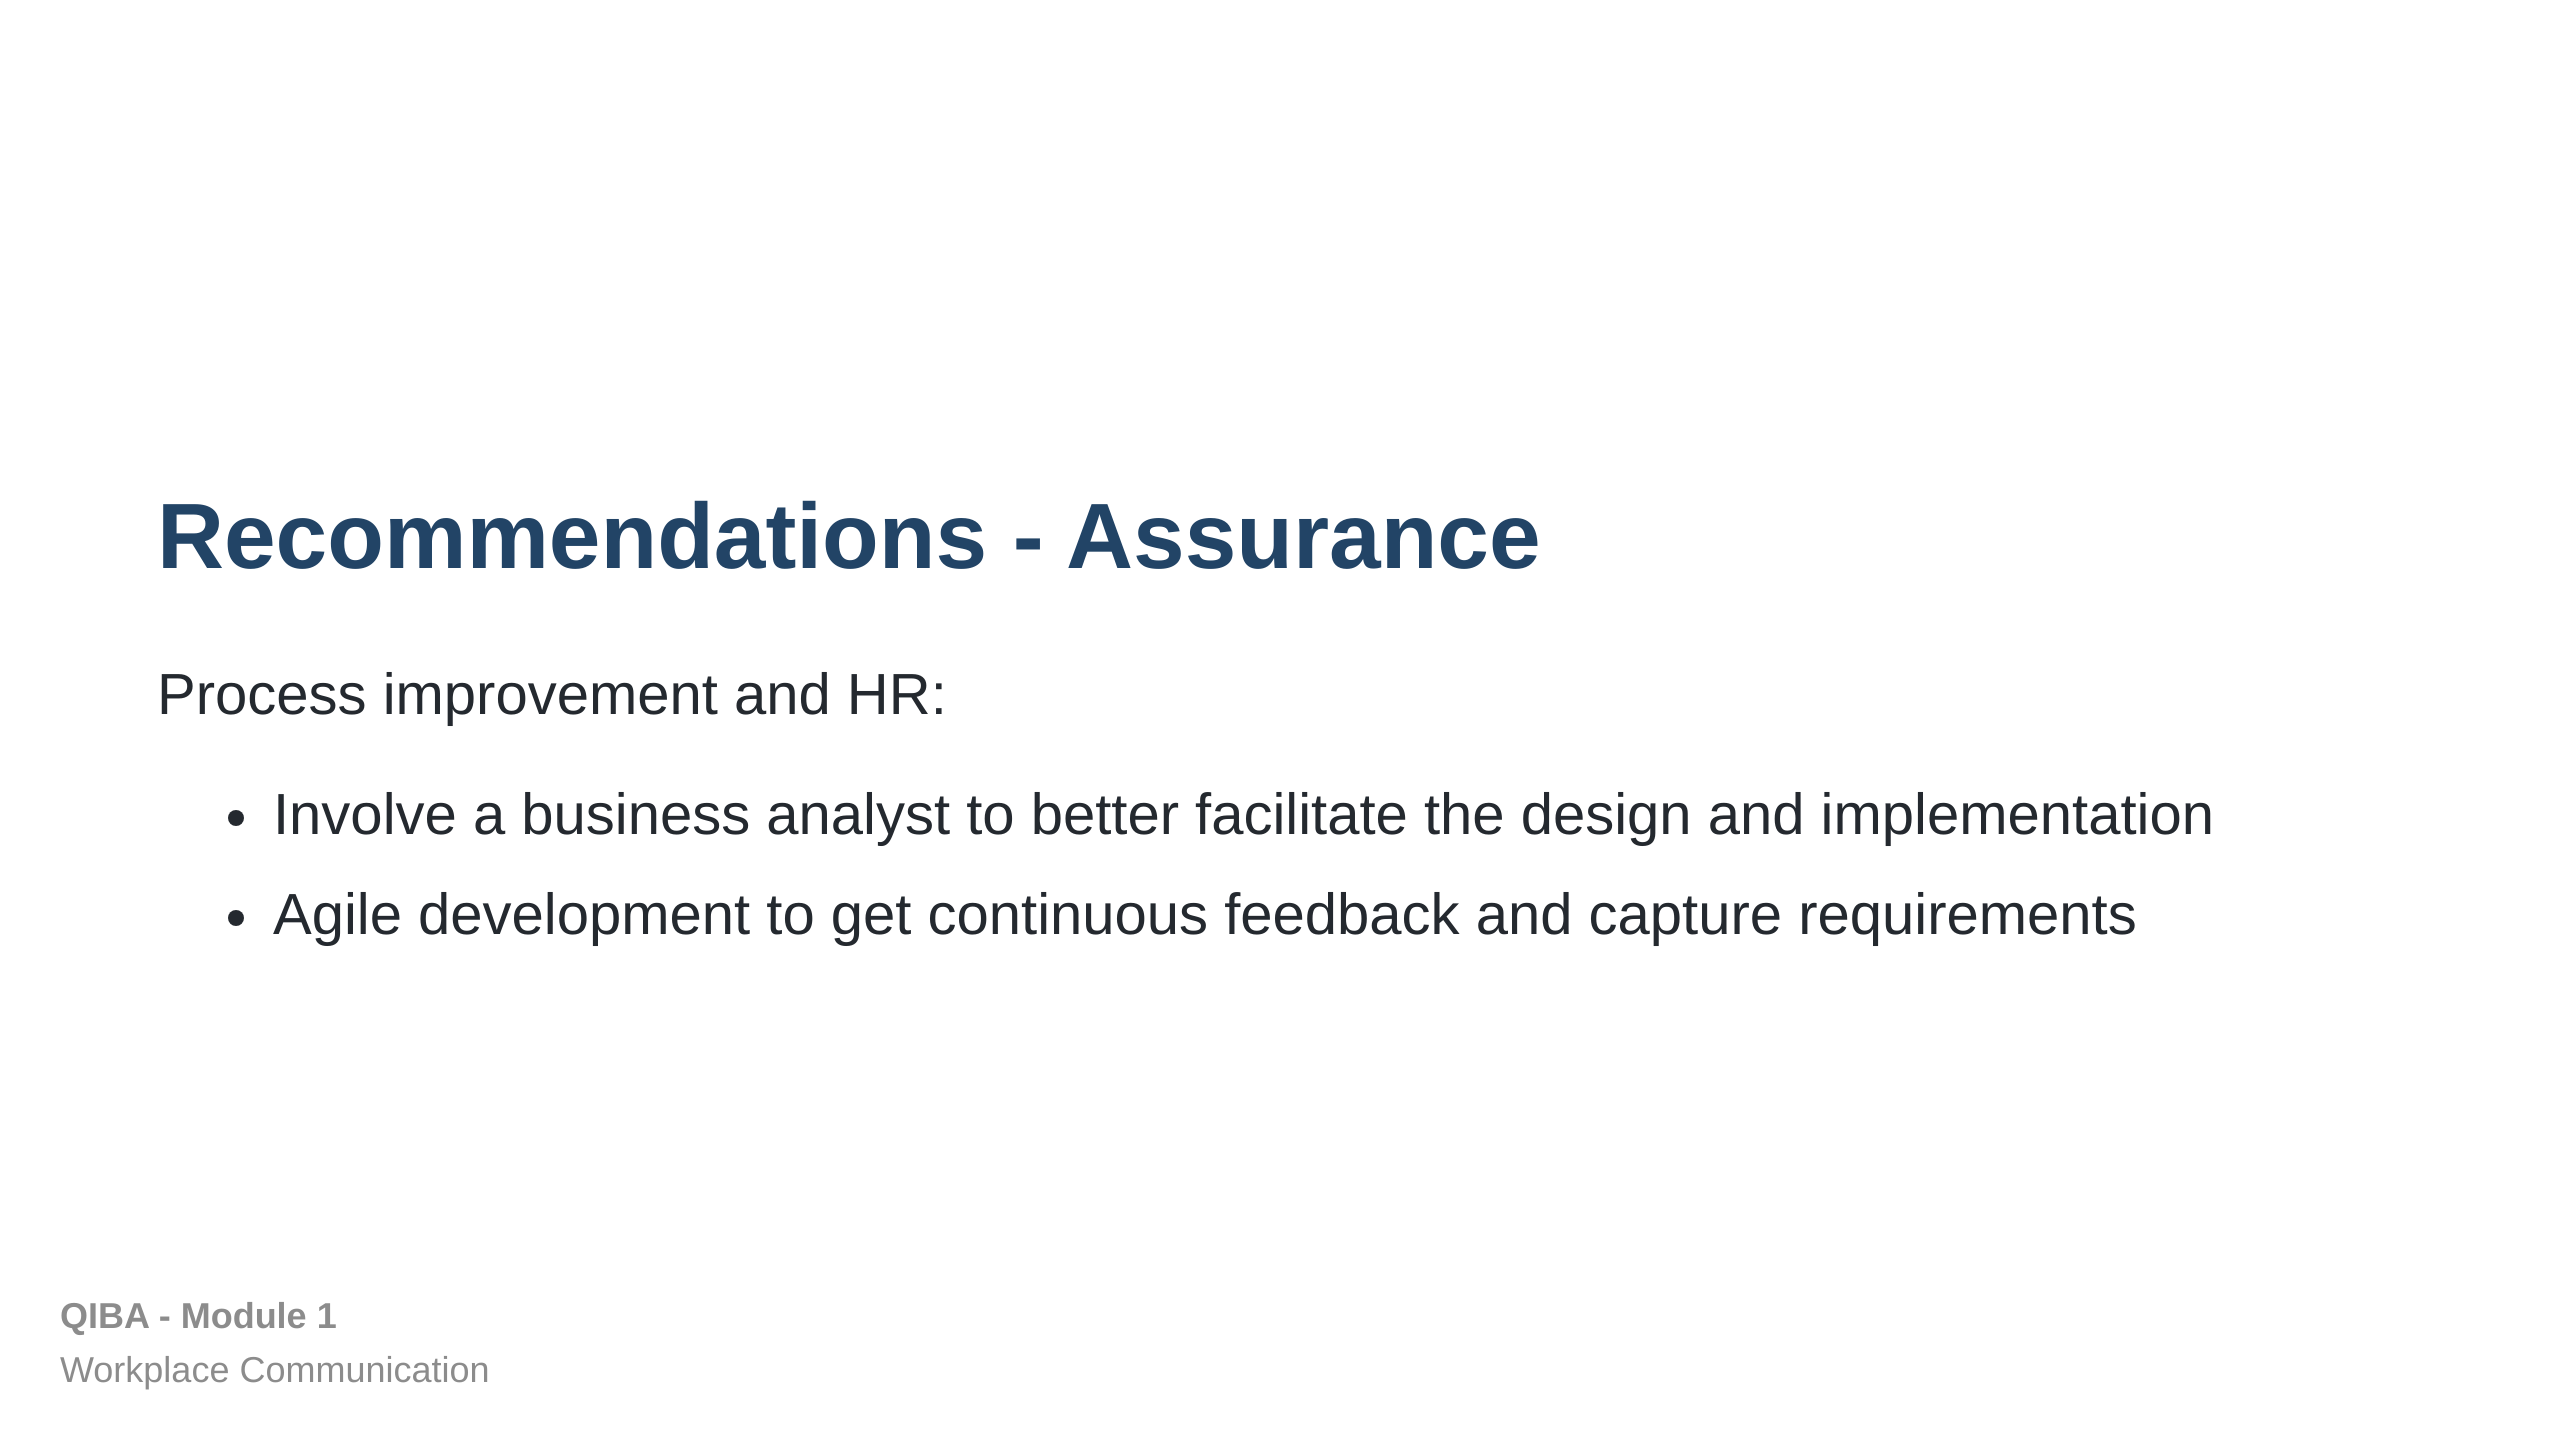 Recommendations - Assurance
Process improvement and HR:
• Involve a business analyst to better facilitate the design and implementation
• Agile development to get continuous feedback and capture requirements
QIBA - Module 1
Workplace Communication